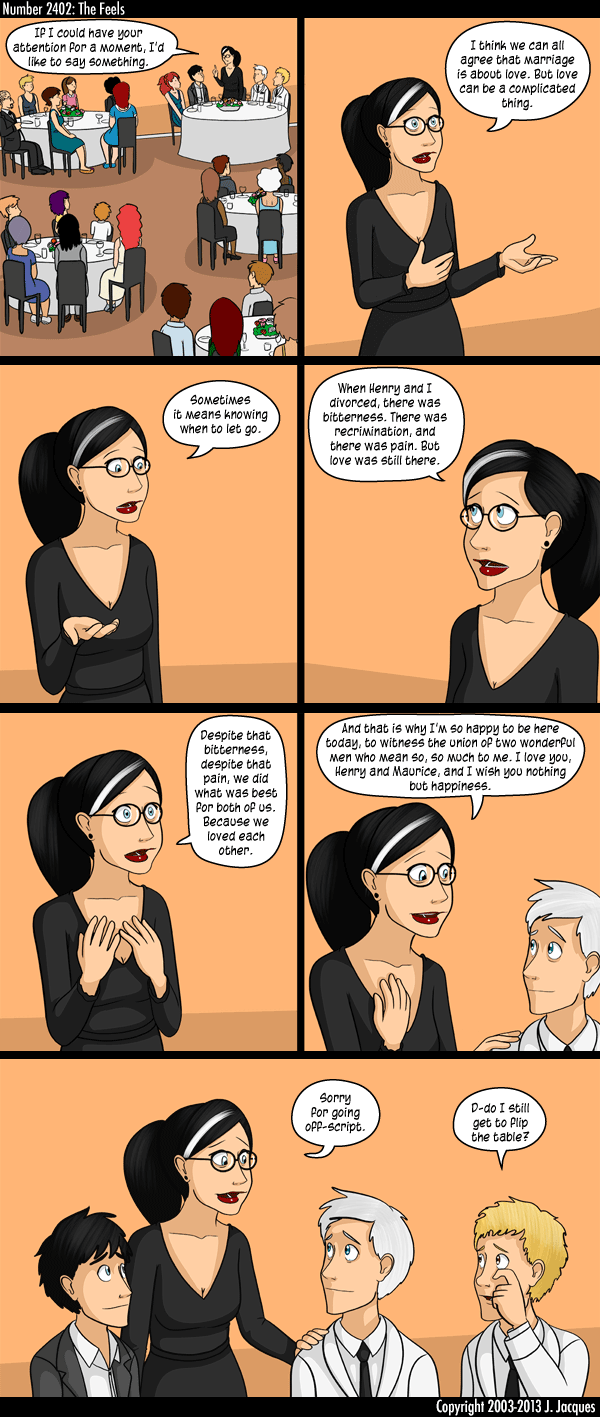 Number 2402: The Feels
If I could have your
attention for a moment, I'd
like to say something.
I think we can all
agree that marriage
is about love. But love
can be a complicated
thing.
Sometimes
it means knowing
when to let go.
When Henry and I
divorced, there was
bitterness. There was
recrimination, and
there was pain. But
love was still there.
Despite that
bitterness,
despite that
pain, we did
what was best
for both of us.
Because we
loved each
other.
And that is why I'm so happy to be here
today, to witness the union of two wonderful
men who mean so, so much to me. I love you,
Henry and Maurice, and I wish you nothing
but happiness.
Sorry
for going
off-script.
D-do I still
get to flip
the table?
Copyright 2003-2013 J. Jacques